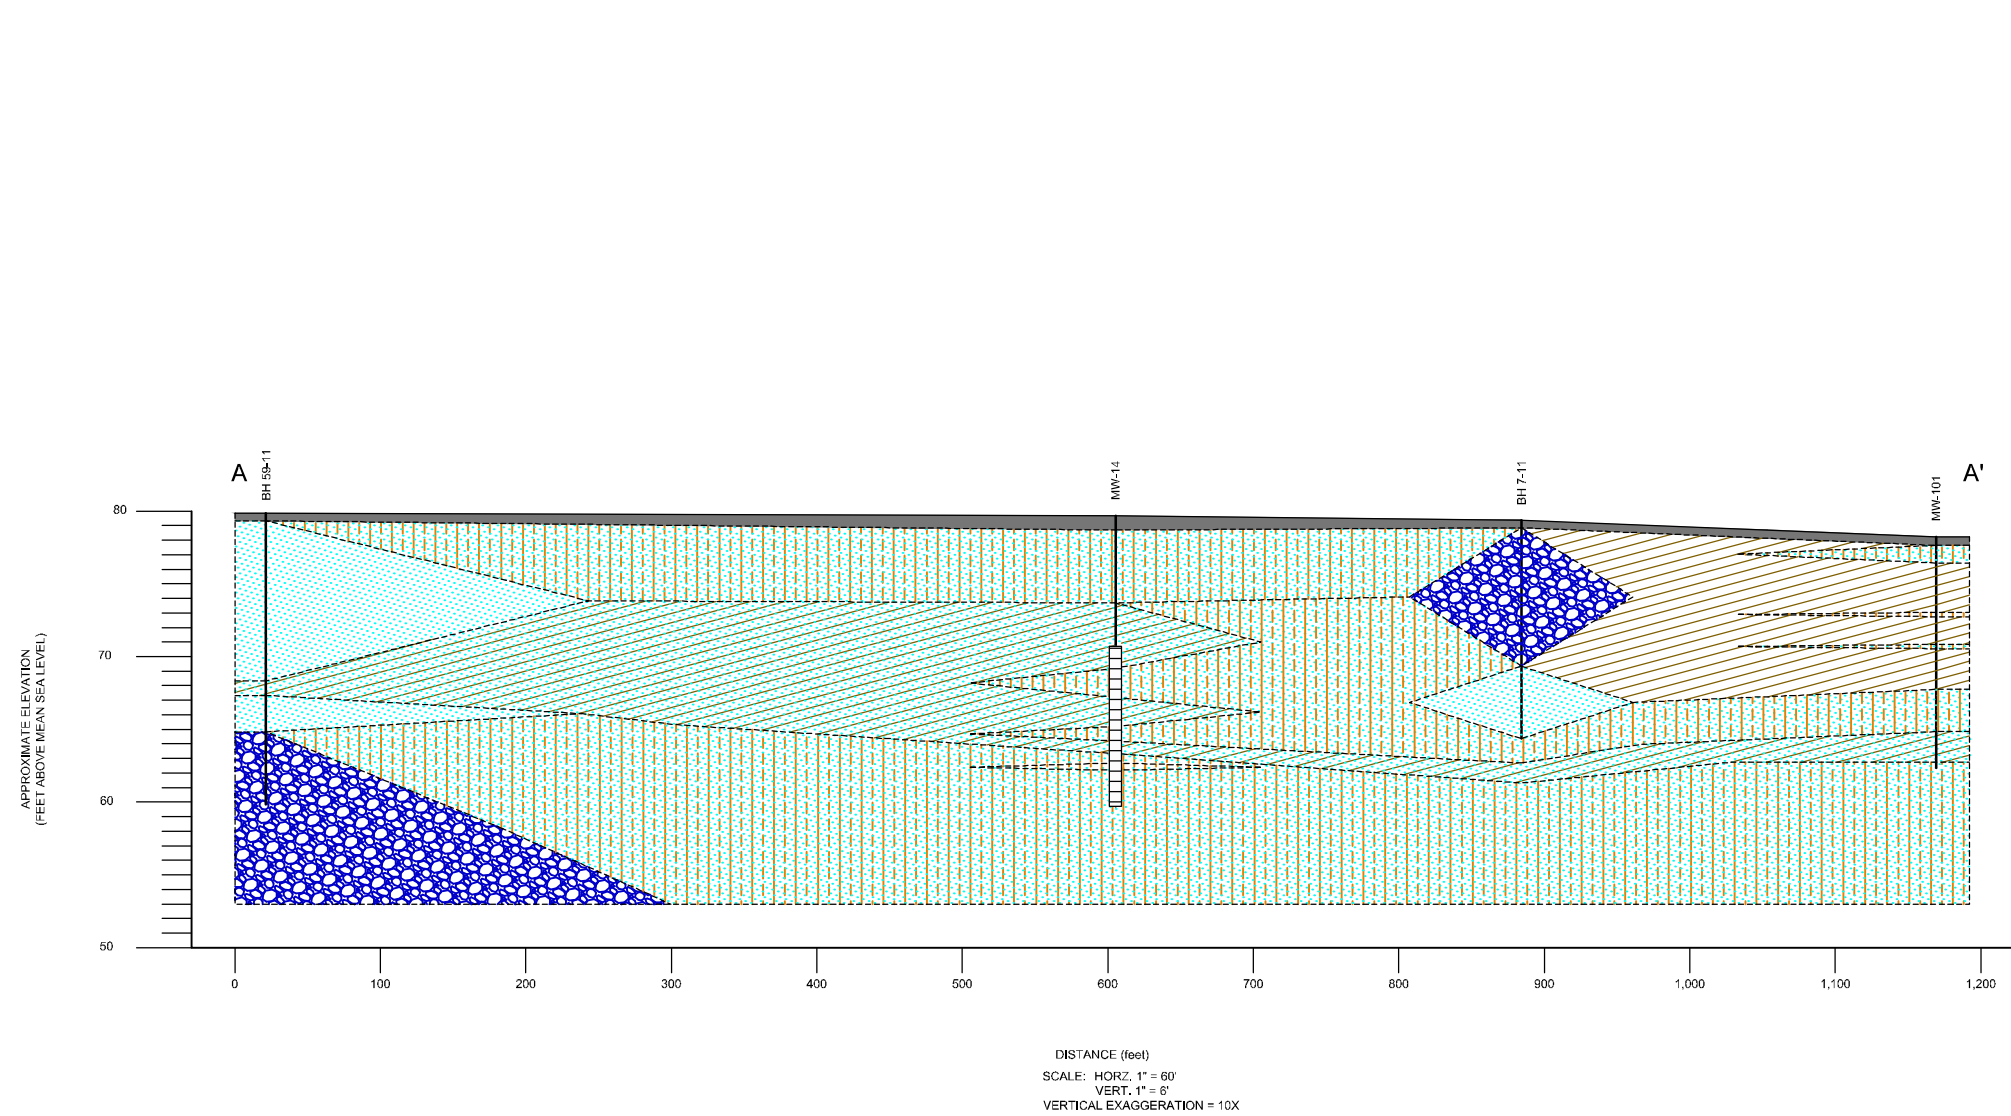 A
BH 59-11
MW-14
BH 7-11
MW-101
A'
80
70
60
50
APPROXIMATE ELEVATION
(FEET ABOVE MEAN SEA LEVEL)
0
100
200
300
400
500
600
700
800
900
1,000
1,100
1,200
DISTANCE (feet)
SCALE: HORZ. 1" = 60'
VERT. 1" = 6'
VERTICAL EXAGGERATION = 10X